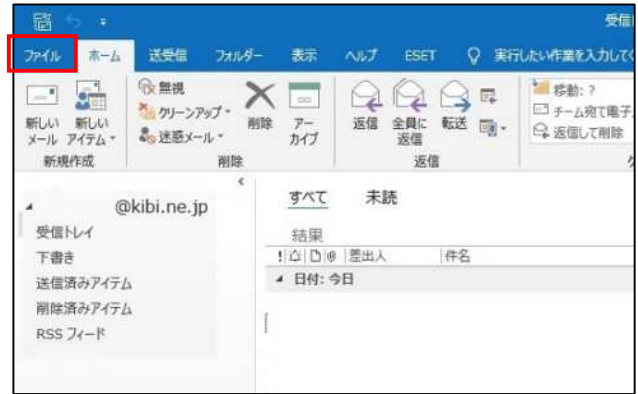 受信
ファイル ホーム 送受信 フォルダー 表示 ヘルプ ESET 実行したい作業を入力してく
新しいメール
新しいアイテム
無視
クリーンアップ
迷惑メール
削除
アーカイブ
返信
全員に返信
転送
移動: ?
チーム宛て電子
返信して削除
新規作成 削除 返信
@kibi.ne.jp
受信トレイ
下書き
送信済みアイテム
削除済みアイテム
RSS フィード
すべて 未読
結果
差出人 件名
日付: 今日